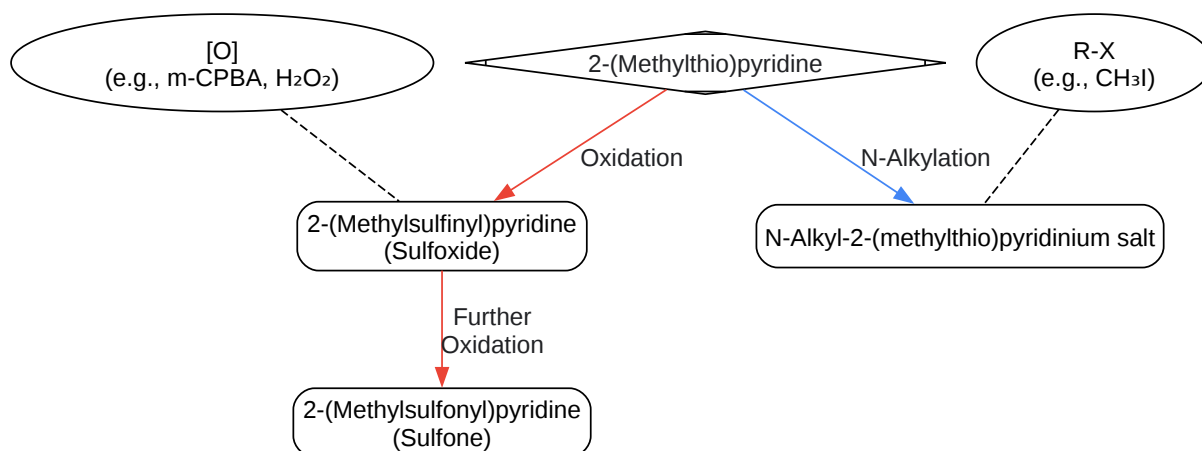 [O]
(e.g., m-CPBA, H₂O₂)
2-(Methylthio)pyridine
R-X
(e.g., CH₃I)
Oxidation
N-Alkylation
2-(Methylsulfinyl)pyridine
(Sulfoxide)
N-Alkyl-2-(methylthio)pyridinium salt
Further
Oxidation
2-(Methylsulfonyl)pyridine
(Sulfone)